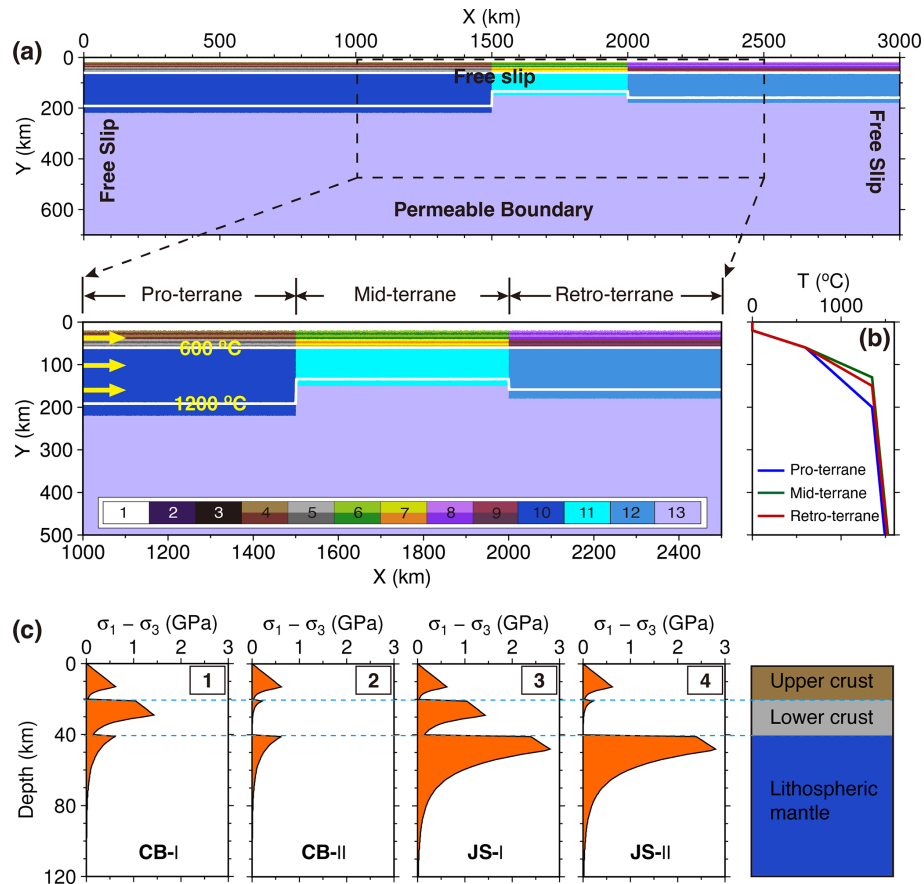 X (km)
(a)
0 500 1000 1500 2000 2500 3000
0
200
400
600
Y (km)
Free slip
Free Slip
Free Slip
Permeable Boundary
Pro-terrane Mid-terrane Retro-terrane
0
100
200
300
400
500
Y (km)
600 ºC
1200 ºC
1 2 3 4 5 6 7 8 9 10 11 12 13
1000 1200 1400 1600 1800 2000 2200 2400
X (km)
T (ºC)
0 1000
(b)
Pro-terrane
Mid-terrane
Retro-terrane
(c)
σ1 − σ3 (GPa) σ1 − σ3 (GPa) σ1 − σ3 (GPa) σ1 − σ3 (GPa)
0 1 2 3 0 1 2 3 0 1 2 3 0 1 2 3
0
40
80
120
Depth (km)
1 2 3 4
CB-I CB-II JS-I JS-II
Upper crust
Lower crust
Lithospheric
mantle